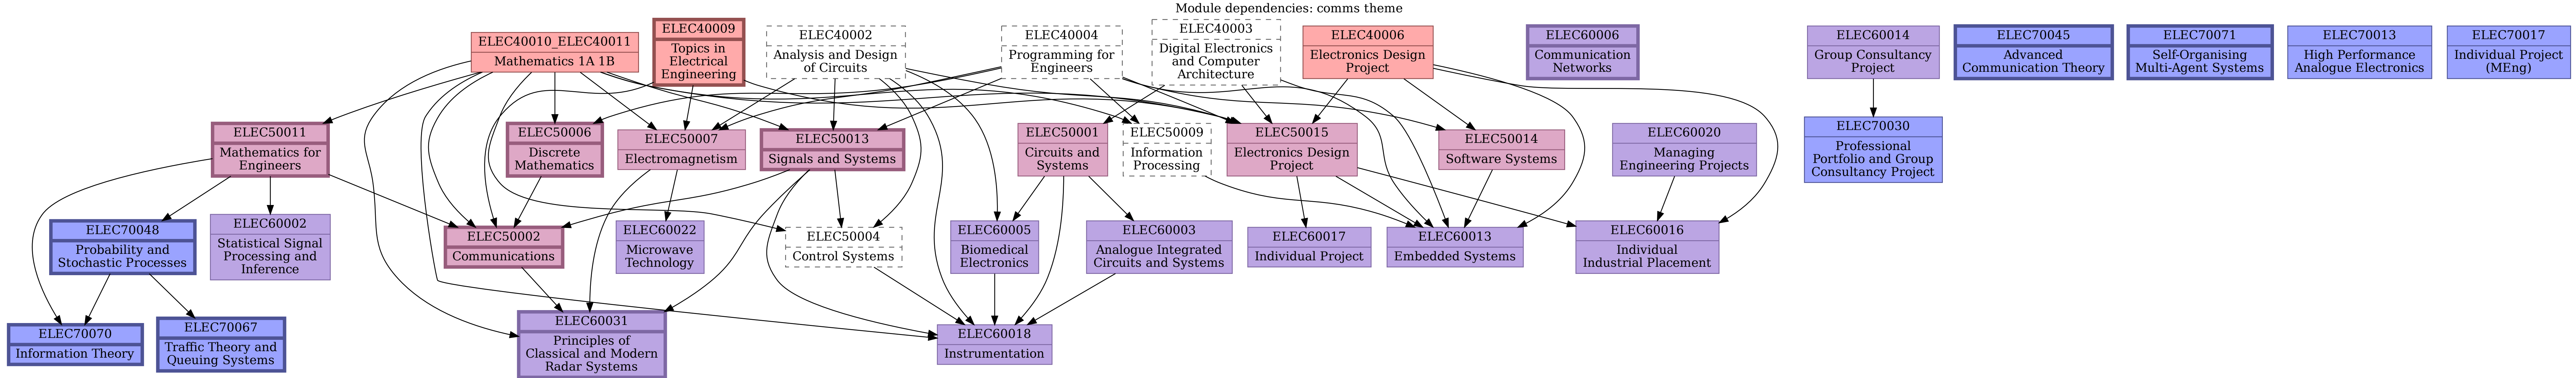 Module dependencies: comms theme
ELEC40010_ELEC40011
Mathematics 1A 1B
ELEC40009
Topics in
Electrical
Engineering
ELEC40002
Analysis and Design
of Circuits
ELEC40004
Programming for
Engineers
ELEC40003
Digital Electronics
and Computer
Architecture
ELEC40006
Electronics Design
Project
ELEC60006
Communication
Networks
ELEC60014
Group Consultancy
Project
ELEC70045
Advanced
Communication Theory
ELEC70071
Self-Organising
Multi-Agent Systems
ELEC70013
High Performance
Analogue Electronics
ELEC70017
Individual Project
(MEng)
ELEC50011
Mathematics for
Engineers
ELEC50006
Discrete
Mathematics
ELEC50007
Electromagnetism
ELEC50013
Signals and Systems
ELEC50001
Circuits and
Systems
ELEC50009
Information
Processing
ELEC50015
Electronics Design
Project
ELEC50014
Software Systems
ELEC60020
Managing
Engineering Projects
ELEC70030
Professional
Portfolio and Group
Consultancy Project
ELEC70048
Probability and
Stochastic Processes
ELEC60002
Statistical Signal
Processing and
Inference
ELEC50002
Communications
ELEC60022
Microwave
Technology
ELEC50004
Control Systems
ELEC60005
Biomedical
Electronics
ELEC60003
Analogue Integrated
Circuits and Systems
ELEC60017
Individual Project
ELEC60013
Embedded Systems
ELEC60016
Individual
Industrial Placement
ELEC70070
Information Theory
ELEC70067
Traffic Theory and
Queuing Systems
ELEC60031
Principles of
Classical and Modern
Radar Systems
ELEC60018
Instrumentation